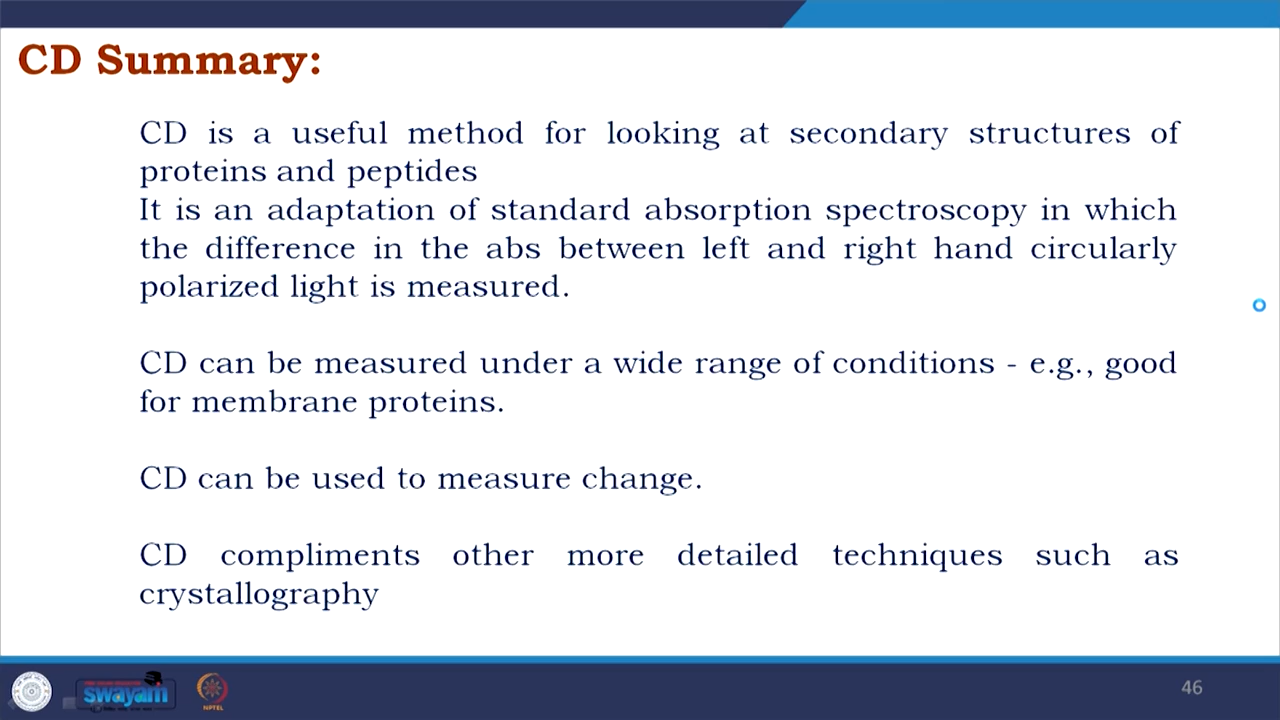 CD Summary:
CD is a useful method for looking at secondary structures of
proteins and peptides
It is an adaptation of standard absorption spectroscopy in which
the difference in the abs between left and right hand circularly
polarized light is measured.
CD can be measured under a wide range of conditions - e.g., good
for membrane proteins.
CD can be used to measure change.
CD compliments other more detailed techniques such as
crystallography
swayam
NPTEL
46